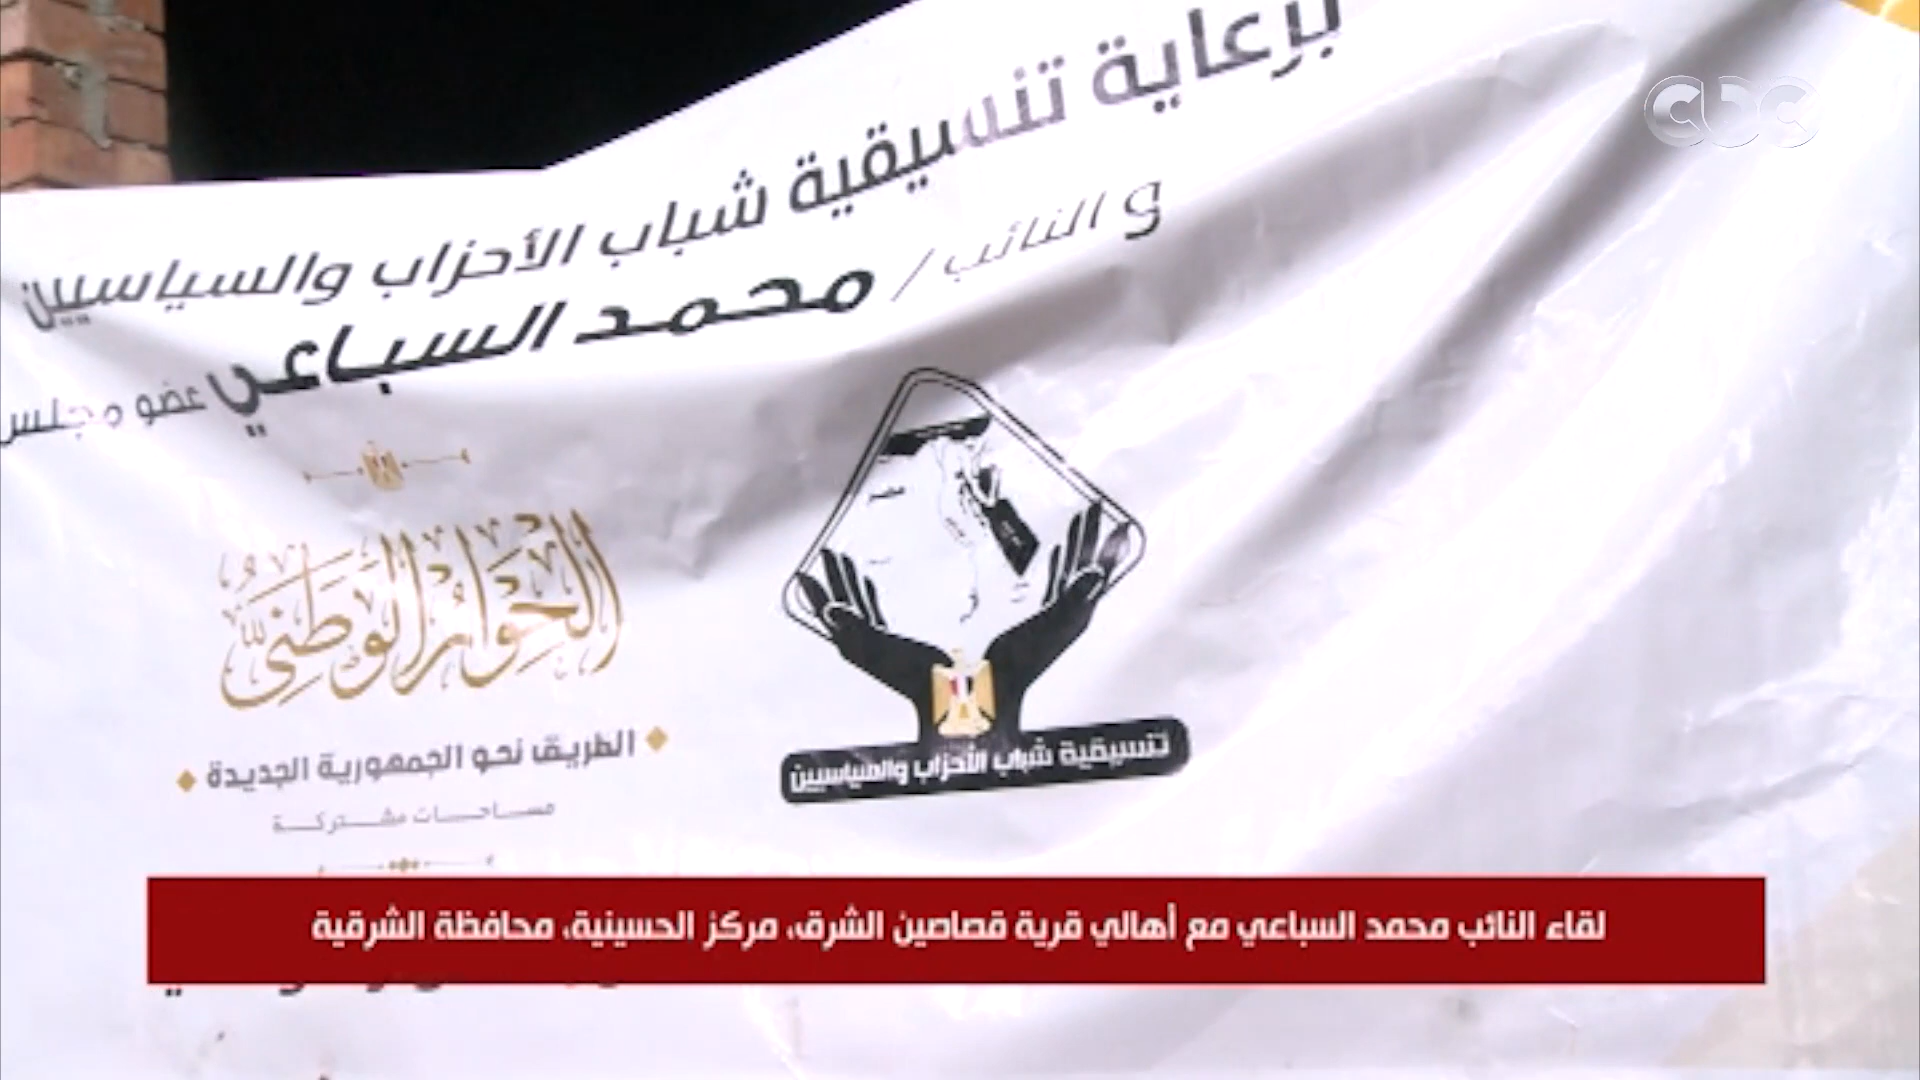 برعاية تنسيقية شباب الأحزاب والسياسيين
و النائب / محمد السباعي عضو مجلس
cbc
الحوار الوطني
الطريق نحو الجمهورية الجديدة
مساحات مشتركة
مصر
تنسيقية شباب الأحزاب والسياسيين
لقاء النائب محمد السباعي مع أهالي قرية قصاصين الشرق، مركز الحسينية، محافظة الشرقية